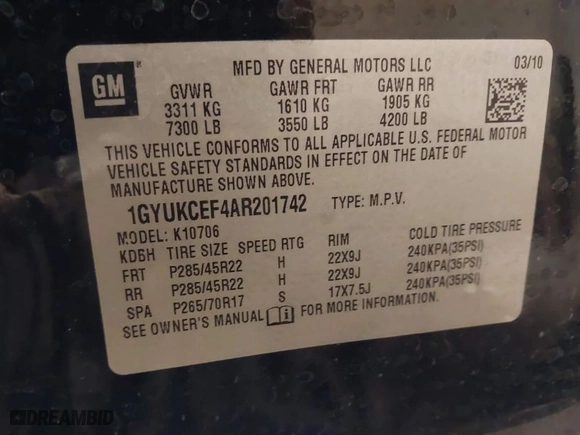 GM
MFD BY GENERAL MOTORS LLC 03/10
GVWR GAWR FRT GAWR RR
3311 KG 1610 KG 1905 KG
7300 LB 3550 LB 4200 LB
THIS VEHICLE CONFORMS TO ALL APPLICABLE U.S. FEDERAL MOTOR
VEHICLE SAFETY STANDARDS IN EFFECT ON THE DATE OF
MANUFACTURE SHOWN ABOVE.
1GYUKCEF4AR201742 TYPE: M.P.V.
MODEL: K10706
KD6H TIRE SIZE SPEED RTG RIM COLD TIRE PRESSURE
FRT P285/45R22 H 22X9J 240KPA(35PSI)
RR P285/45R22 H 22X9J 240KPA(35PSI)
SPA P265/70R17 S 17X7.5J 240KPA(35PSI)
SEE OWNER'S MANUAL FOR MORE INFORMATION.
DREAMBID